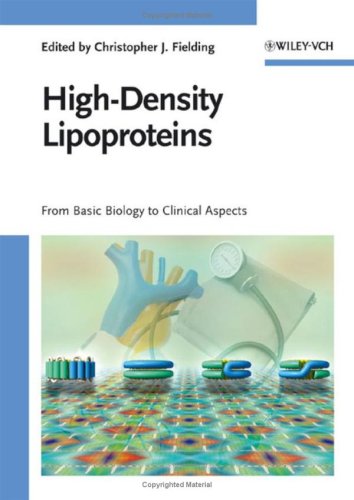 Edited by Christopher J. Fielding
WILEY-VCH
High-Density
Lipoproteins
From Basic Biology to Clinical Aspects
Copyrighted Material